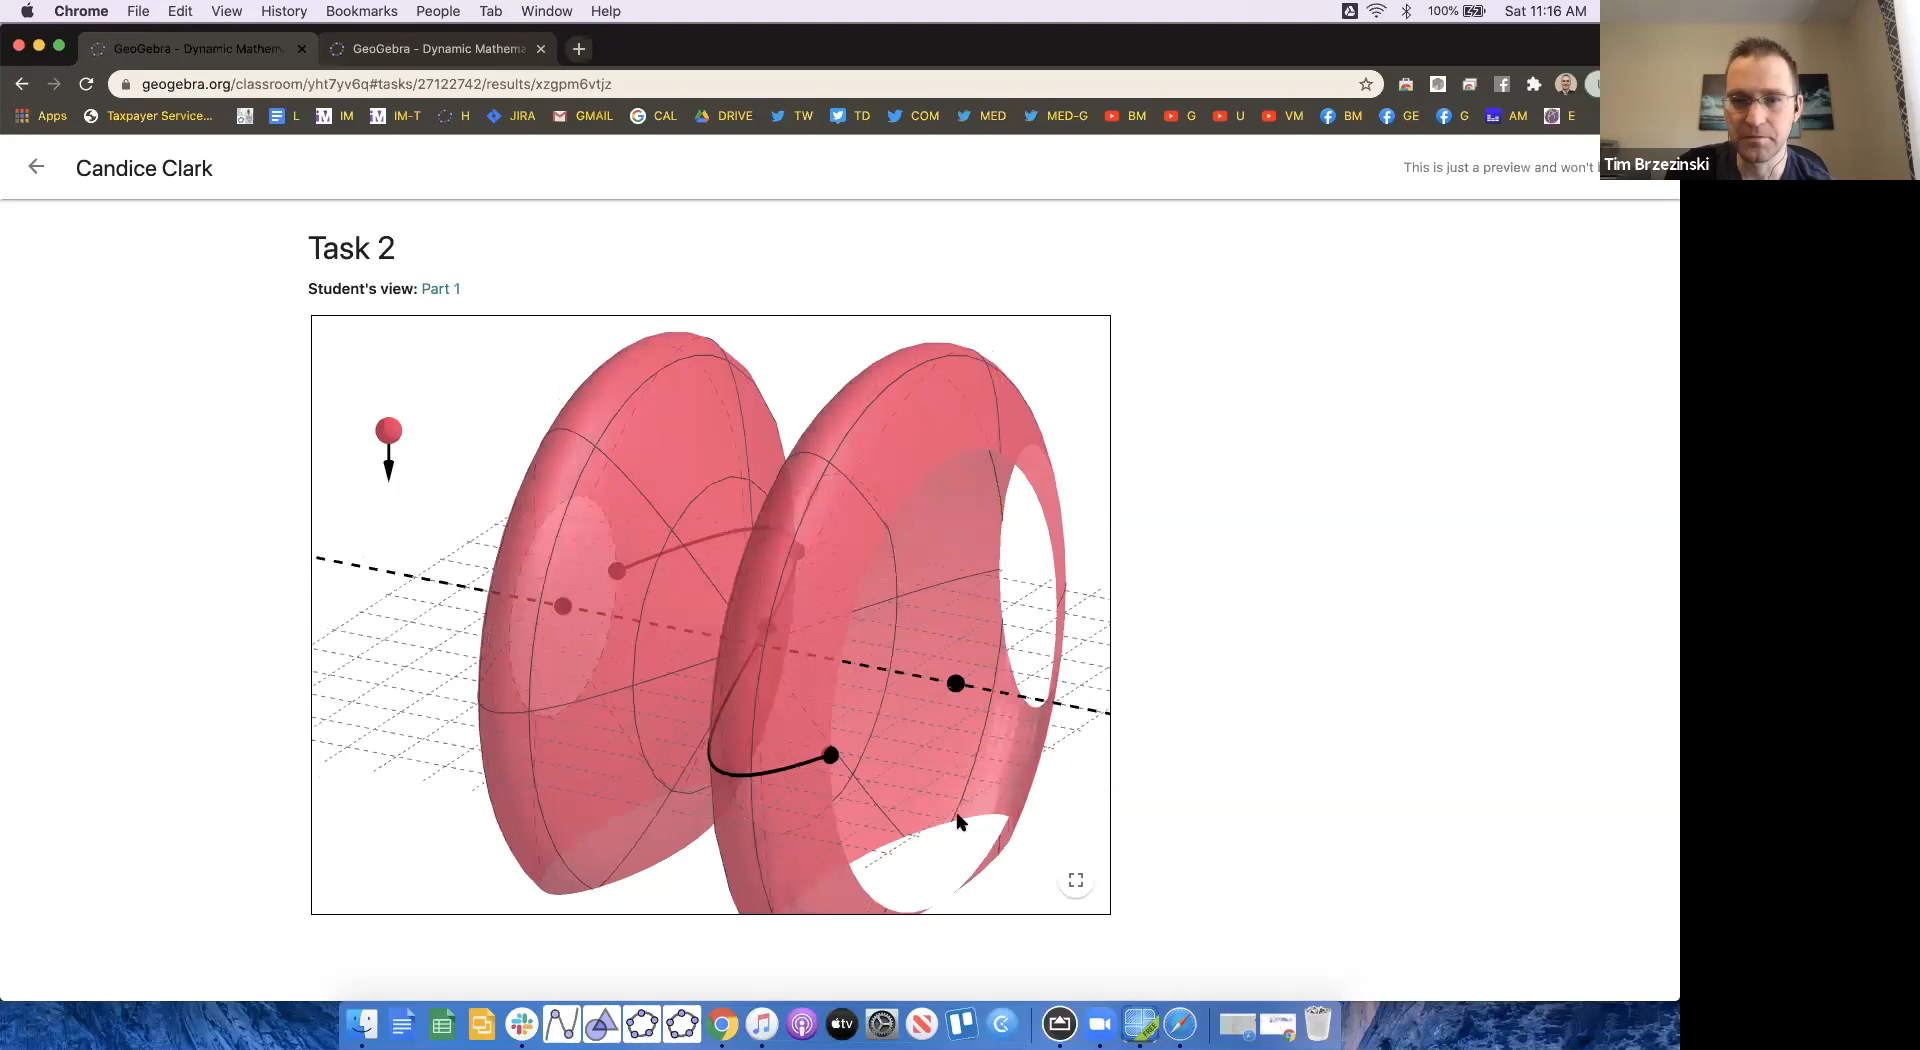 Chrome File Edit View History Bookmarks People Tab Window Help 100% Sat 11:16 AM
GeoGebra - Dynamic Mathem GeoGebra - Dynamic Mathema
geogebra.org/classroom/yht7yv6q#tasks/27122742/results/xzgpm6vtjz
Apps Taxpayer Service... L IM IM-T H JIRA GMAIL CAL DRIVE TW TD COM MED MED-G BM G U VM BM GE G AM E
Candice Clark
This is just a preview and won't
Tim Brzezinski
Task 2
Student's view: Part 1
tv
FREE